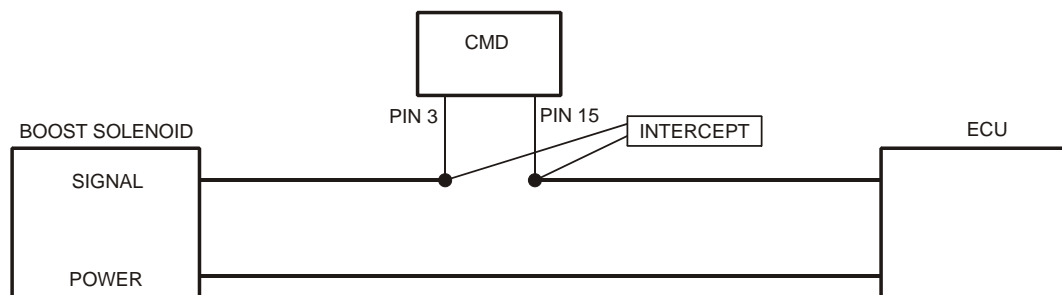 CMD
PIN 3 PIN 15
INTERCEPT
BOOST SOLENOID
ECU
SIGNAL
POWER